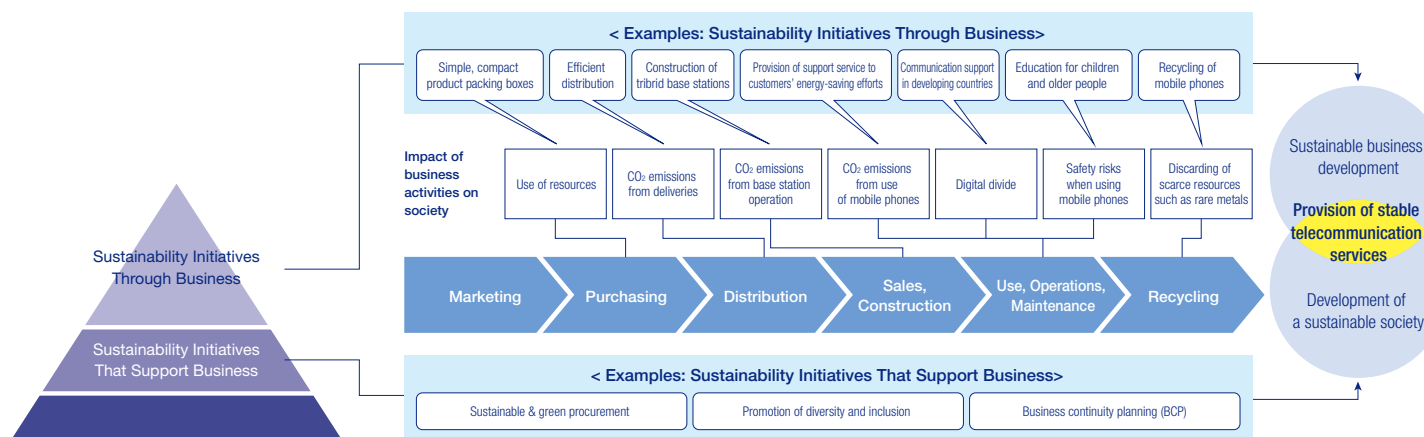 < Examples: Sustainability Initiatives Through Business>
Simple, compact
product packing boxes
Efficient
distribution
Construction of
tribrid base stations
Provision of support service to
customers' energy-saving efforts
Communication support
in developing countries
Education for children
and older people
Recycling of
mobile phones
Impact of
business
activities on
society
Use of resources
CO₂ emissions
from deliveries
CO₂ emissions
from base station
operation
CO₂ emissions
from use
of mobile phones
Digital divide
Safety risks
when using
mobile phones
Discarding of
scarce resources
such as rare metals
Sustainability Initiatives
Through Business
Marketing
Purchasing
Distribution
Sales,
Construction
Use, Operations,
Maintenance
Recycling
Sustainable business
development
Provision of stable
telecommunication
services
Development of
a sustainable society
Sustainability Initiatives
That Support Business
< Examples: Sustainability Initiatives That Support Business>
Sustainable & green procurement
Promotion of diversity and inclusion
Business continuity planning (BCP)